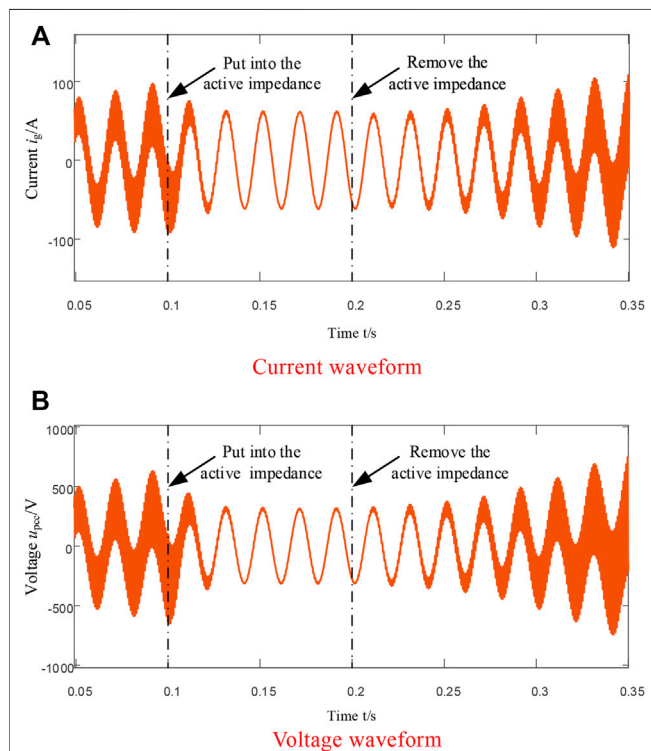 A
Put into the
active impedance
Remove the
active impedance
100
0
-100
Current ig/A
0.05 0.1 0.15 0.2 0.25 0.3 0.35
Time t/s
Current waveform
B
1000
500
0
-500
-1000
Put into the
active impedance
Remove the
active impedance
Voltage upcc/V
0.05 0.1 0.15 0.2 0.25 0.3 0.35
Time t/s
Voltage waveform